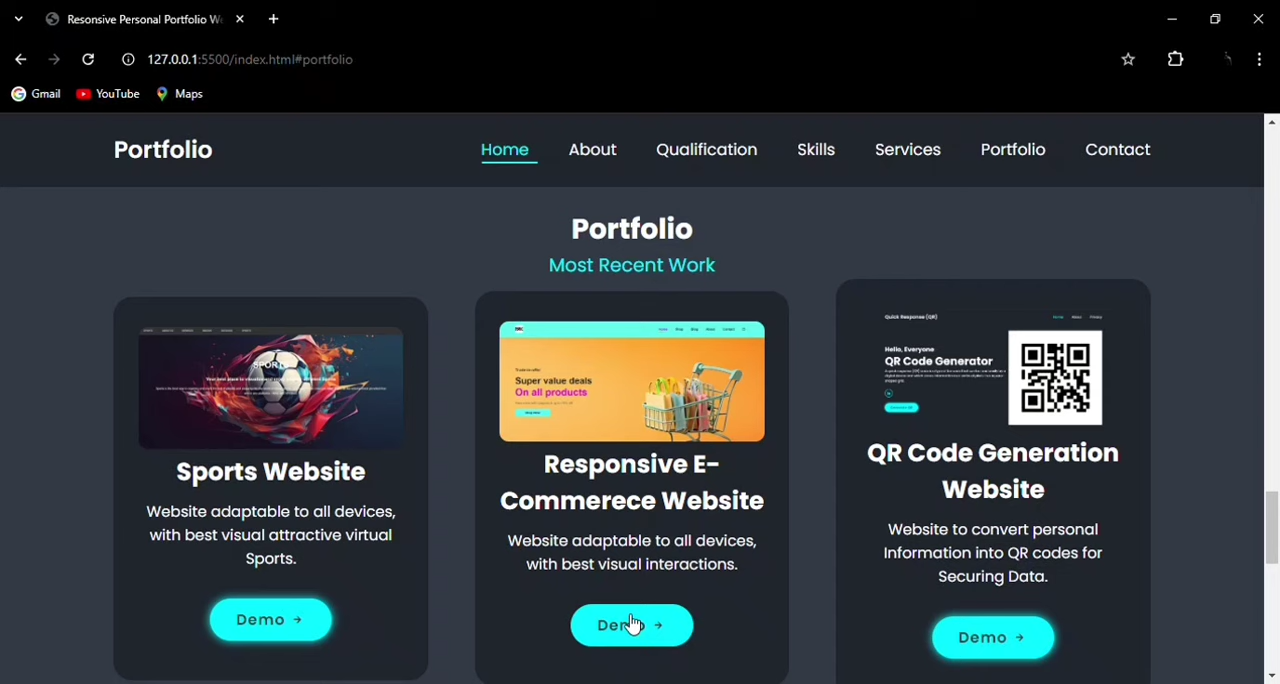 Resonsive Personal Portfolio W
127.0.0.1:5500/index.html#portfolio
Gmail YouTube Maps
Portfolio Home About Qualification Skills Services Portfolio Contact
Portfolio
Most Recent Work
SPORT
Sports Website
Website adaptable to all devices,
with best visual attractive virtual
Sports.
Demo →
Super value deals
On all products
Responsive E-
Commerece Website
Website adaptable to all devices,
with best visual interactions.
Demo →
Quick Response (QR)
Home About Privacy
Hello, Everyone
QR Code Generator
QR Code Generation
Website
Website to convert personal
Information into QR codes for
Securing Data.
Demo →